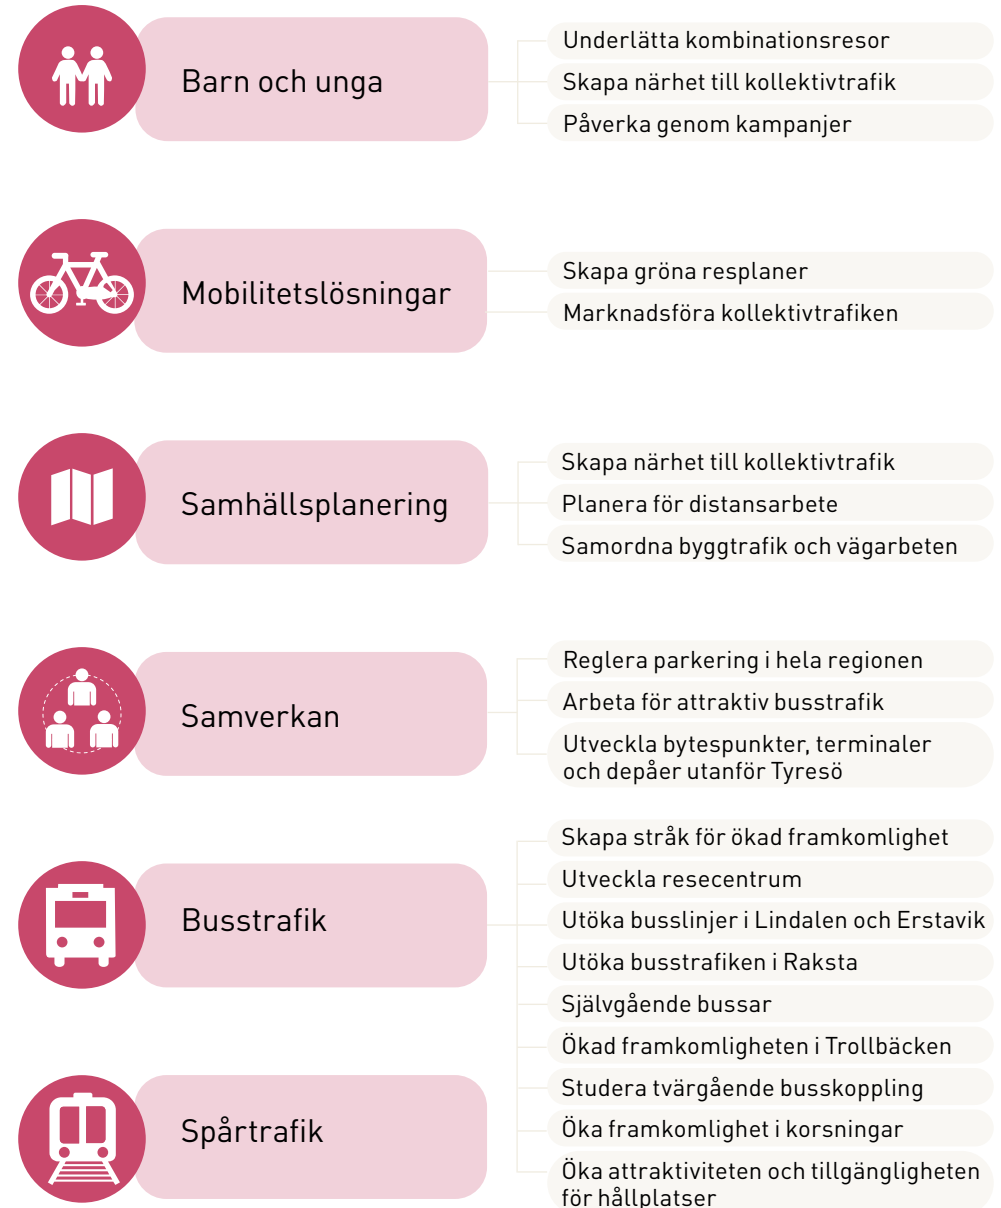 Barn och unga
Underlätta kombinationsresor
Skapa närhet till kollektivtrafik
Påverka genom kampanjer
Mobilitetslösningar
Skapa gröna resplaner
Marknadsföra kollektivtrafiken
Samhällsplanering
Skapa närhet till kollektivtrafik
Planera för distansarbete
Samordna byggtrafik och vägarbeten
Samverkan
Reglera parkering i hela regionen
Arbeta för attraktiv busstrafik
Utveckla bytespunkter, terminaler
och depåer utanför Tyresö
Busstrafik
Skapa stråk för ökad framkomlighet
Utveckla resecentrum
Utöka busslinjer i Lindalen och Erstavik
Utöka busstrafiken i Raksta
Självgående bussar
Ökad framkomligheten i Trollbäcken
Studera tvärgående busskoppling
Öka framkomlighet i korsningar
Öka attraktiviteten och tillgängligheten
för hållplatser
Spårtrafik